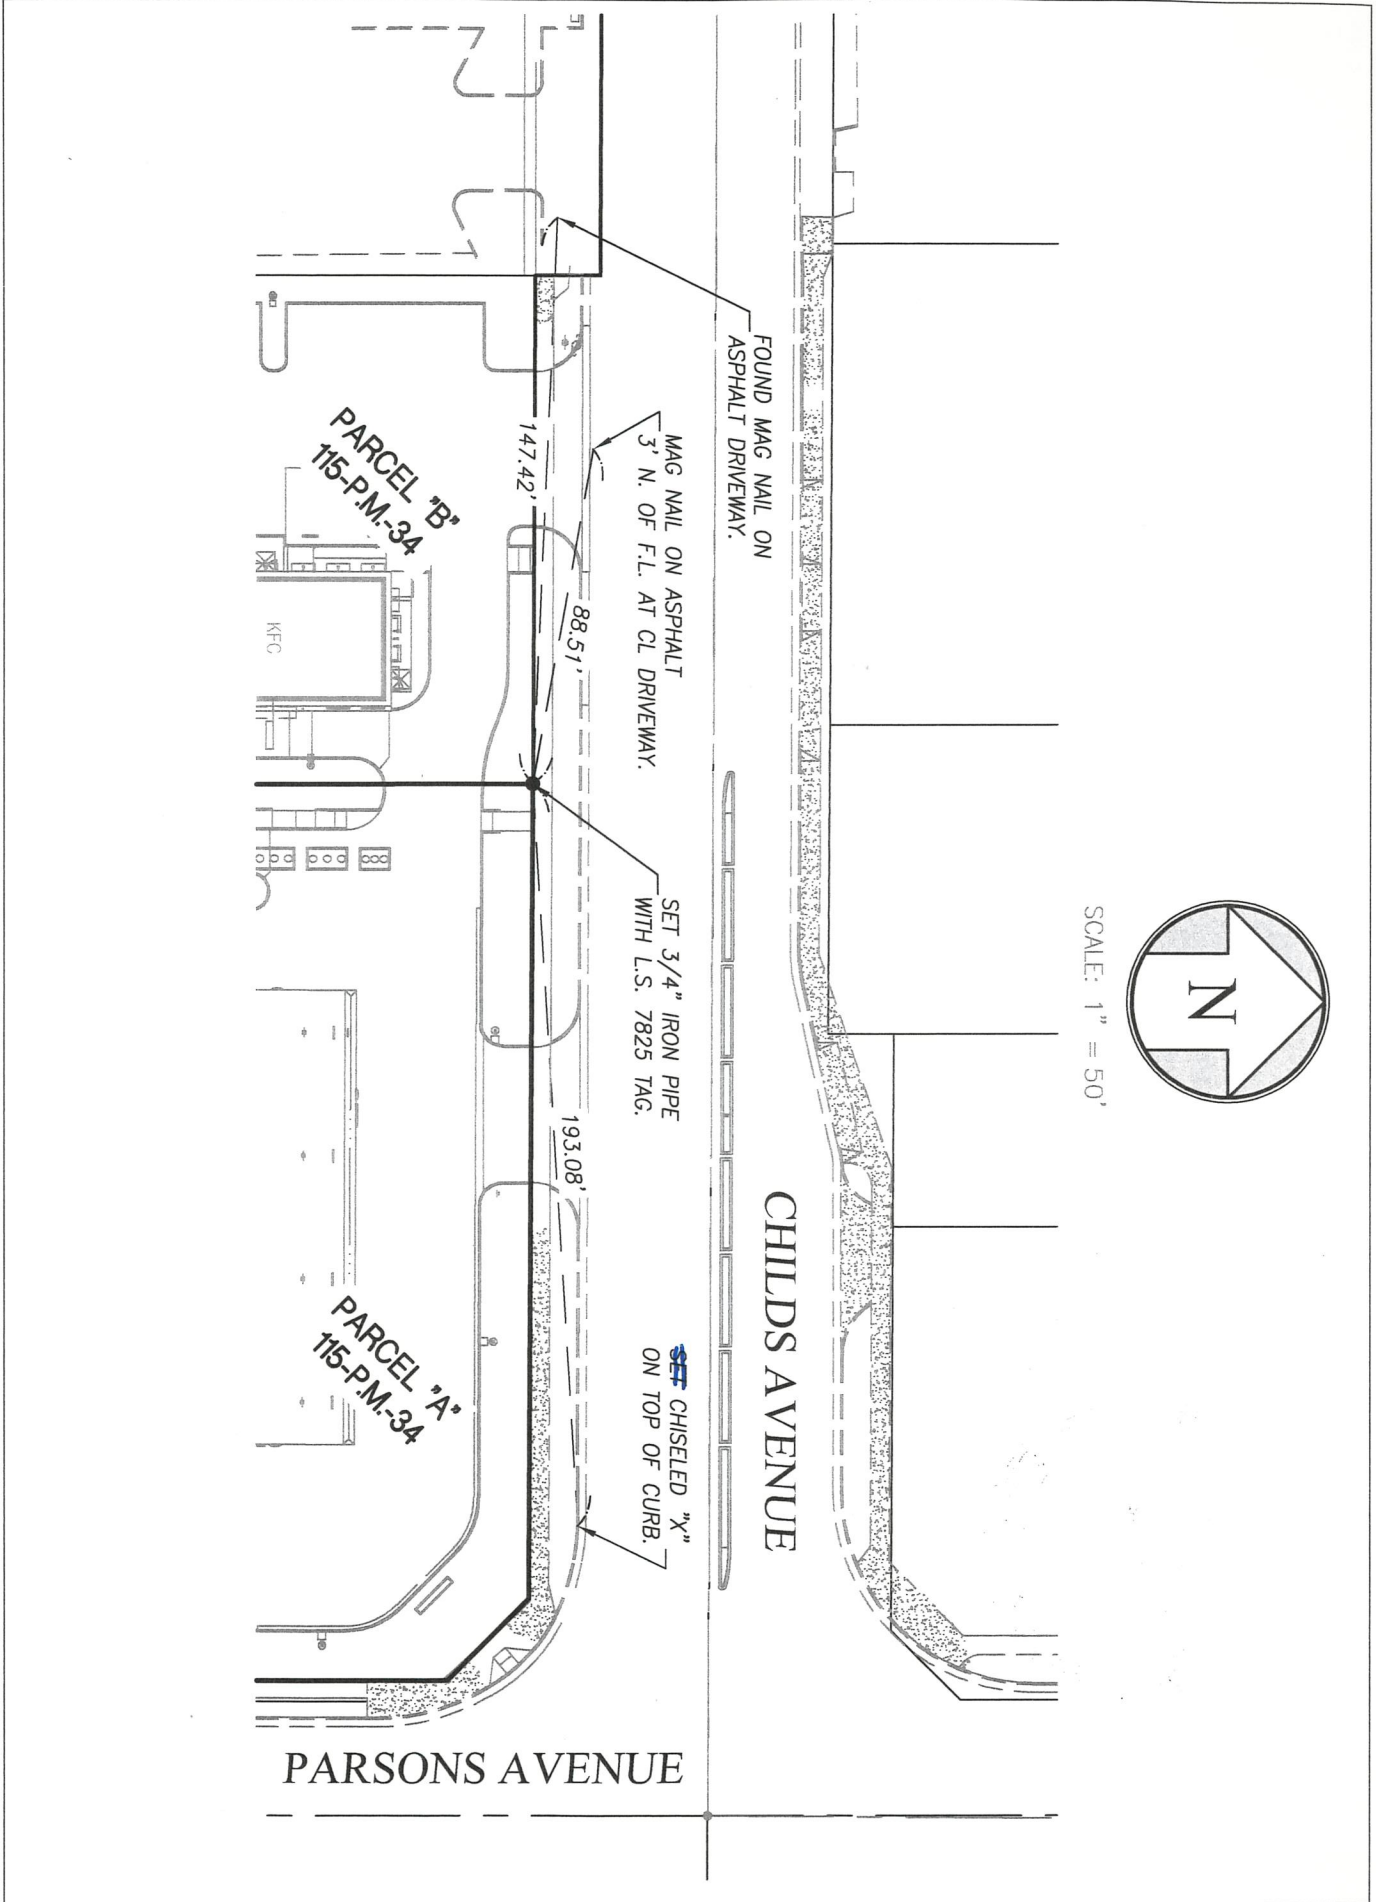 FOUND MAG NAIL ON
ASPHALT DRIVEWAY.
MAG NAIL ON ASPHALT
3' N. OF F.L. AT CL DRIVEWAY.
147.42'
88.51'
PARCEL "B"
115-P.M.-34
KFC
SET 3/4" IRON PIPE
WITH L.S. 7825 TAG.
193.08'
SET CHISELED "X"
ON TOP OF CURB.
PARCEL "A"
115-P.M.-34
CHILDS AVENUE
PARSONS AVENUE
N
SCALE: 1" = 50'